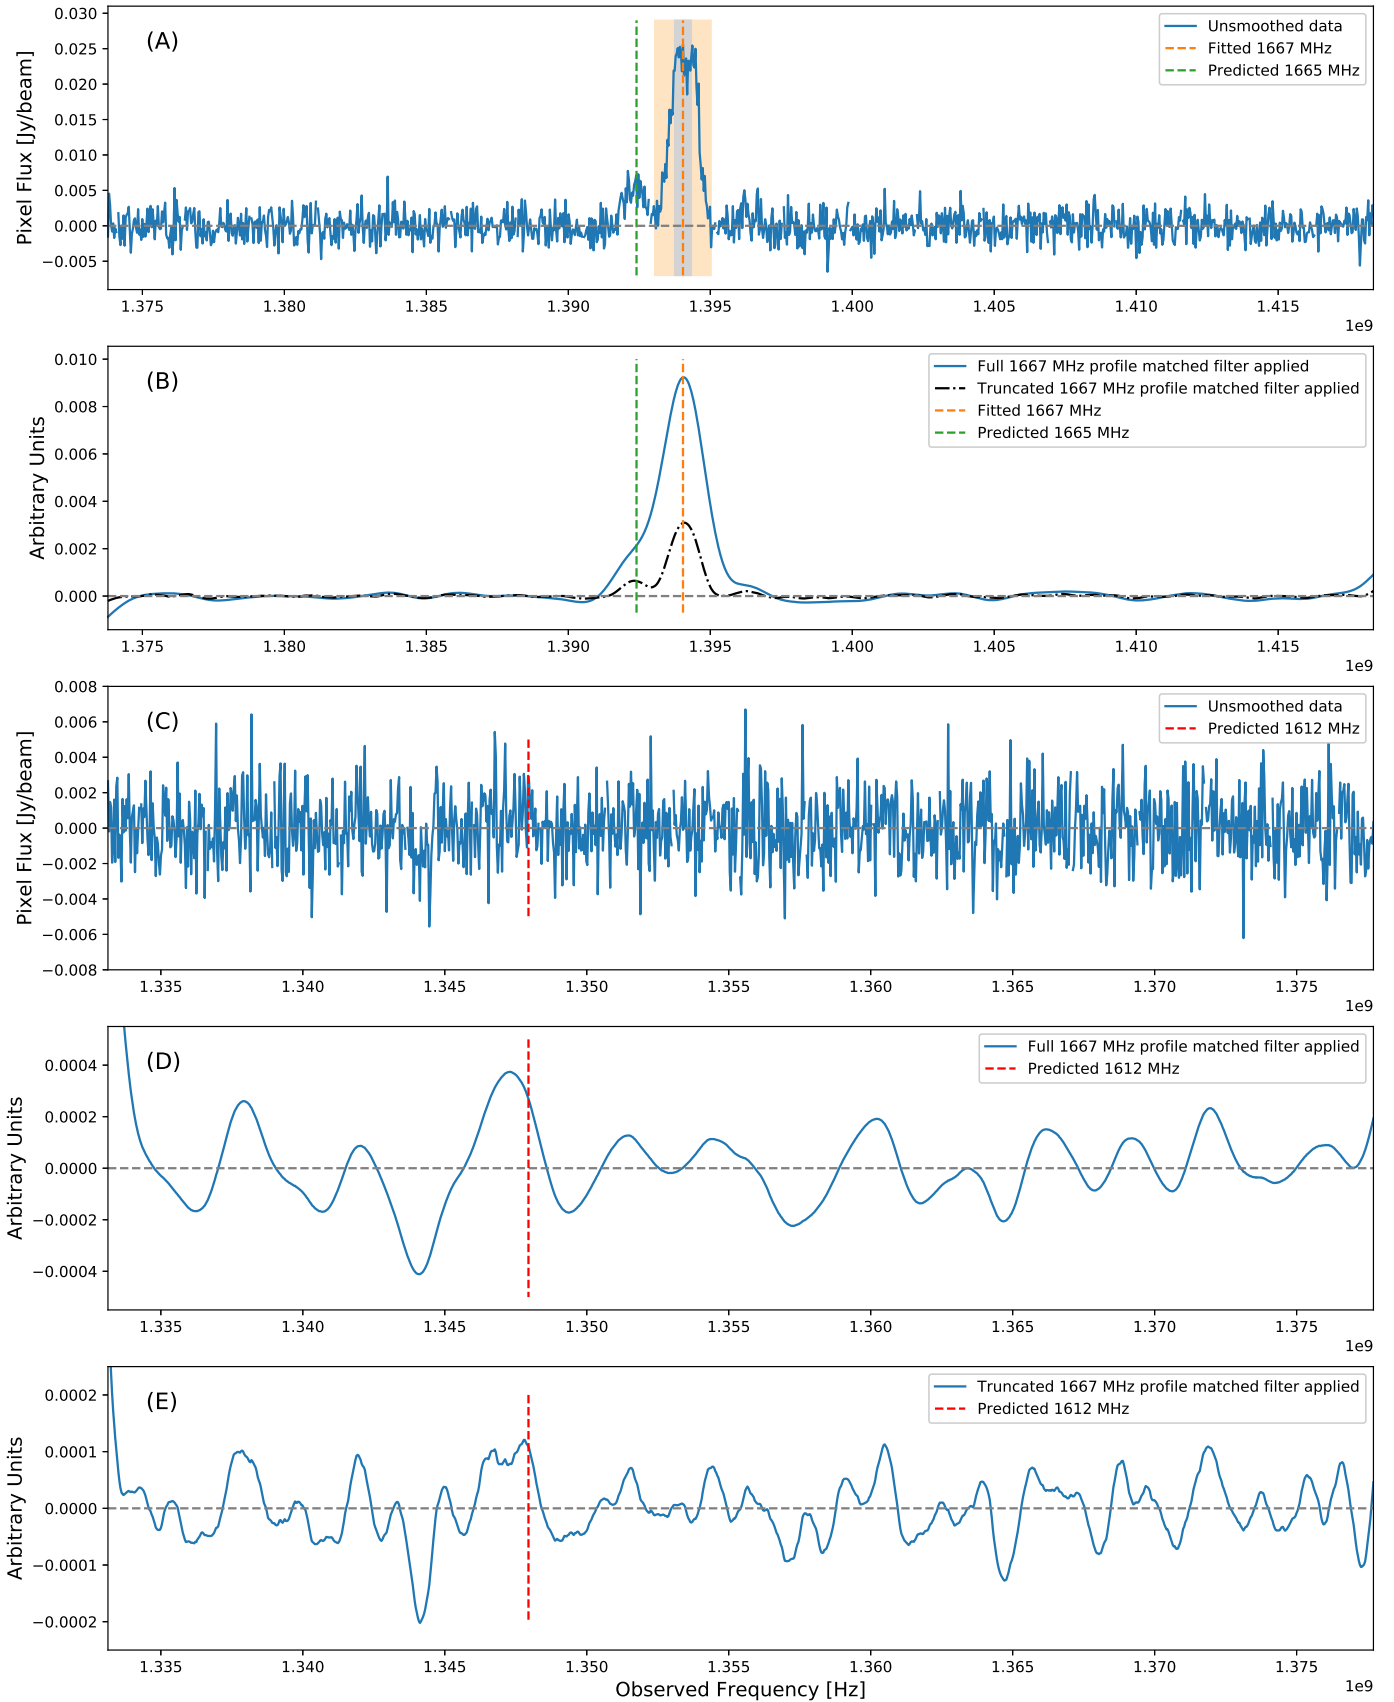 (A)
Unsmoothed data
Fitted 1667 MHz
Predicted 1665 MHz
Pixel Flux [Jy/beam]
0.030
0.025
0.020
0.015
0.010
0.005
0.000
−0.005
1.375 1.380 1.385 1.390 1.395 1.400 1.405 1.410 1.415
1e9
(B)
Full 1667 MHz profile matched filter applied
Truncated 1667 MHz profile matched filter applied
Fitted 1667 MHz
Predicted 1665 MHz
Arbitrary Units
0.010
0.008
0.006
0.004
0.002
0.000
1.375 1.380 1.385 1.390 1.395 1.400 1.405 1.410 1.415
1e9
(C)
Unsmoothed data
Predicted 1612 MHz
Pixel Flux [Jy/beam]
0.008
0.006
0.004
0.002
0.000
−0.002
−0.004
−0.006
−0.008
1.335 1.340 1.345 1.350 1.355 1.360 1.365 1.370 1.375
1e9
(D)
Full 1667 MHz profile matched filter applied
Predicted 1612 MHz
Arbitrary Units
0.0004
0.0002
0.0000
−0.0002
−0.0004
1.335 1.340 1.345 1.350 1.355 1.360 1.365 1.370 1.375
1e9
(E)
Truncated 1667 MHz profile matched filter applied
Predicted 1612 MHz
Arbitrary Units
0.0002
0.0001
0.0000
−0.0001
−0.0002
1.335 1.340 1.345 1.350 1.355 1.360 1.365 1.370 1.375
1e9
Observed Frequency [Hz]